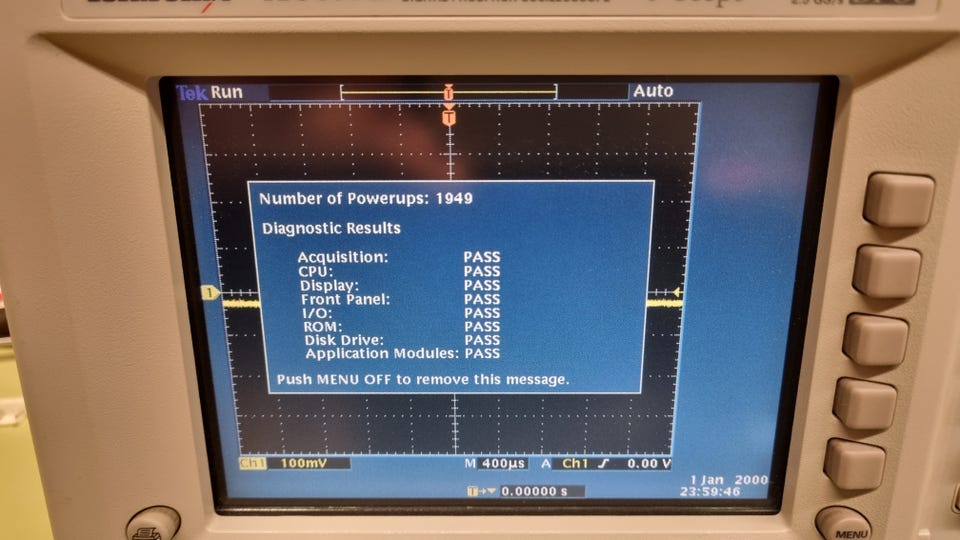 Tek Run
Auto
T
T
Number of Powerups: 1949
Diagnostic Results
Acquisition: PASS
CPU: PASS
Display: PASS
Front Panel: PASS
I/O: PASS
ROM: PASS
Disk Drive: PASS
Application Modules: PASS
Push MENU OFF to remove this message.
1
Ch1 100mV M 400µs A Ch1 0.00 V
T 0.00000 s
1 Jan 2000
23:59:46
MENU